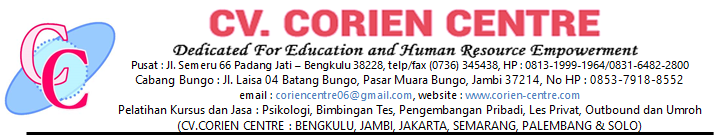 CC
CV. CORIEN CENTRE
Dedicated For Education and Human Resource Empowerment
Pusat : Jl. Semeru 66 Padang Jati – Bengkulu 38228, telp/fax (0736) 345438, HP : 0813-1999-1964/0831-6482-2800
Cabang Bungo : Jl. Laisa 04 Batang Bungo, Pasar Muara Bungo, Jambi 37214, No HP : 0853-7918-8552
email : coriencentre06@gmail.com, website : www.corien-centre.com
Pelatihan Kursus dan Jasa : Psikologi, Bimbingan Tes, Pengembangan Pribadi, Les Privat, Outbound dan Umroh
(CV.CORIEN CENTRE : BENGKULU, JAMBI, JAKARTA, SEMARANG, PALEMBANG & SOLO)